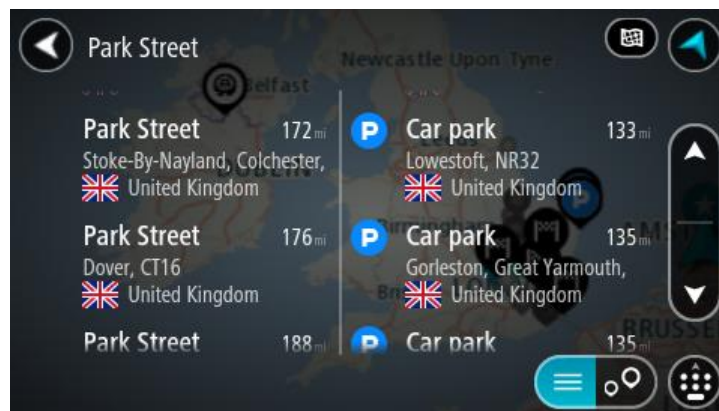 Park Street
Newcastle Upon Tyne
Belfast
DUBLIN
Park Street 172 mi
Stoke-By-Nayland, Colchester,
United Kingdom
Park Street 176 mi
Dover, CT16
United Kingdom
Park Street 188 mi
P Car park 133 mi
Lowestoft, NR32
United Kingdom
P Car park 135 mi
Gorleston, Great Yarmouth,
United Kingdom
P Car park 135 mi
Birmingham
P